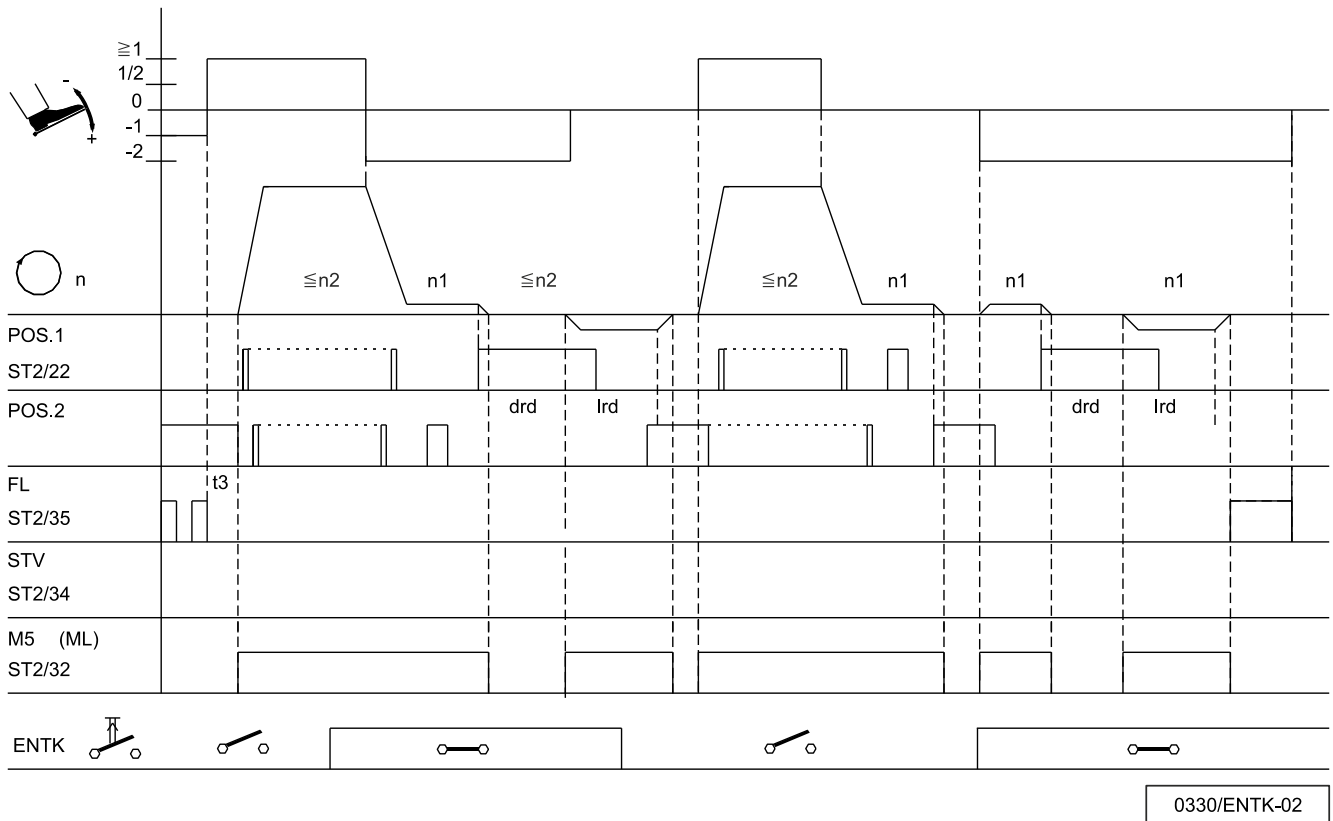 ≧1
1/2
0
-1
-2
-
+
n
≦n2 n1 ≦n2 ≦n2 n1 n1 n1
POS.1
ST2/22
POS.2 drd lrd drd lrd
FL t3
ST2/35
STV
ST2/34
M5 (ML)
ST2/32
ENTK
0330/ENTK-02